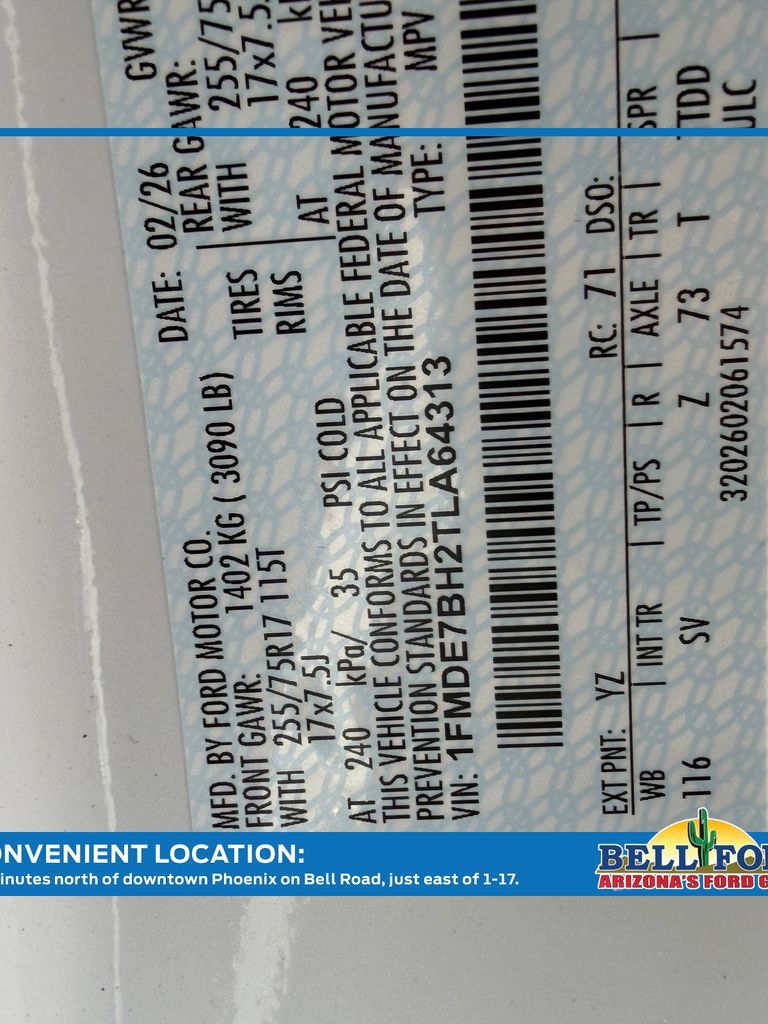 MFD. BY FORD MOTOR CO.
DATE: 02/26
GVWR
FRONT GAWR:
1402 KG ( 3090 LB)
REAR GAWR:
WITH 255/75R17 115T
TIRES
WITH 255/75
17x7.5J
RIMS
17x7.5
AT 240 kPa/ 35 PSI COLD
AT 240
THIS VEHICLE CONFORMS TO ALL APPLICABLE FEDERAL MOTOR VE
PREVENTION STANDARDS IN EFFECT ON THE DATE OF MANUFACTU
VIN: 1FMDE7BH2TLA64313
TYPE: MPV
EXT PNT: YZ
RC: 71 DSO:
WB | INT TR | TP/PS | R | AXLE | TR | SPR |
116 SV Z 73 T TTDD
3202602061574
ULC
ONVENIENT LOCATION:
inutes north of downtown Phoenix on Bell Road, just east of 1-17.
BELL FO
ARIZONA'S FORD G